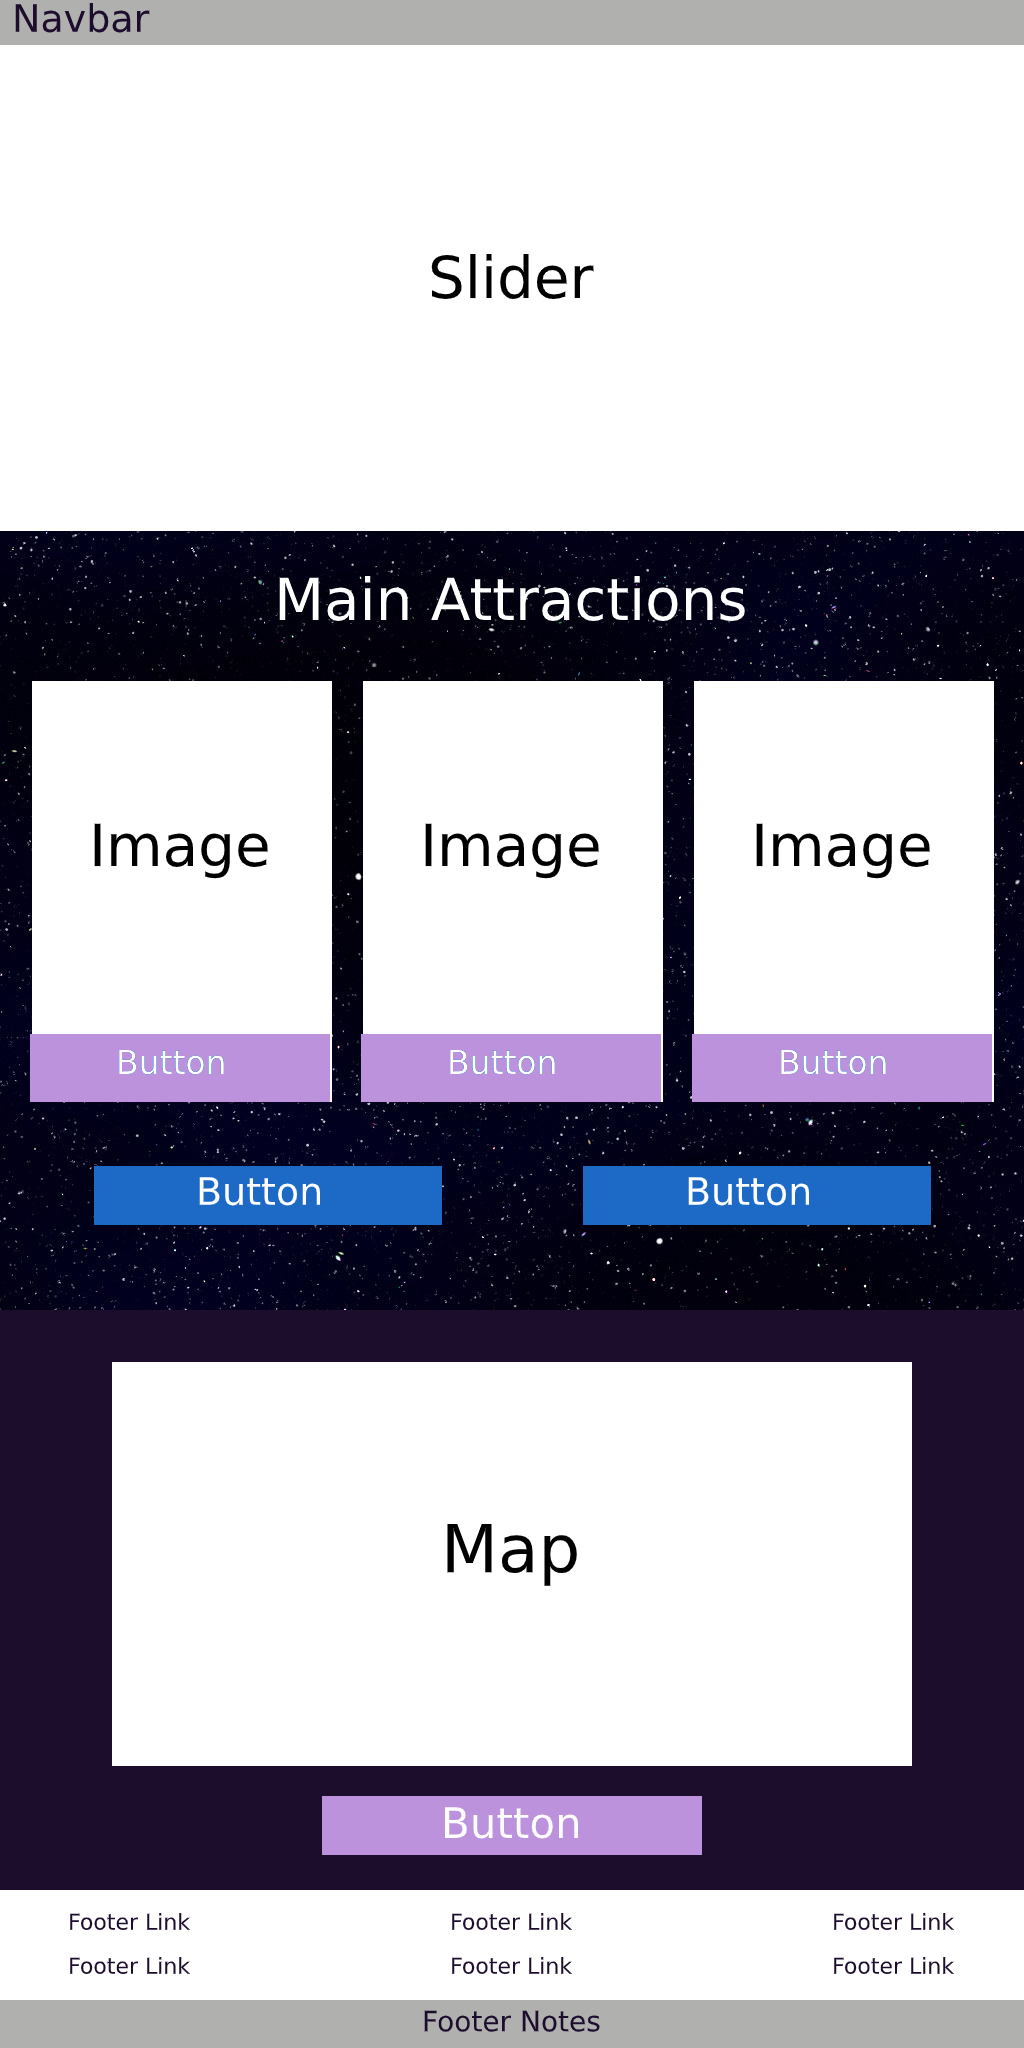 Navbar
Slider
Main Attractions
Image Image Image
Button Button Button
Button Button
Map
Button
Footer Link Footer Link Footer Link
Footer Link Footer Link Footer Link
Footer Notes